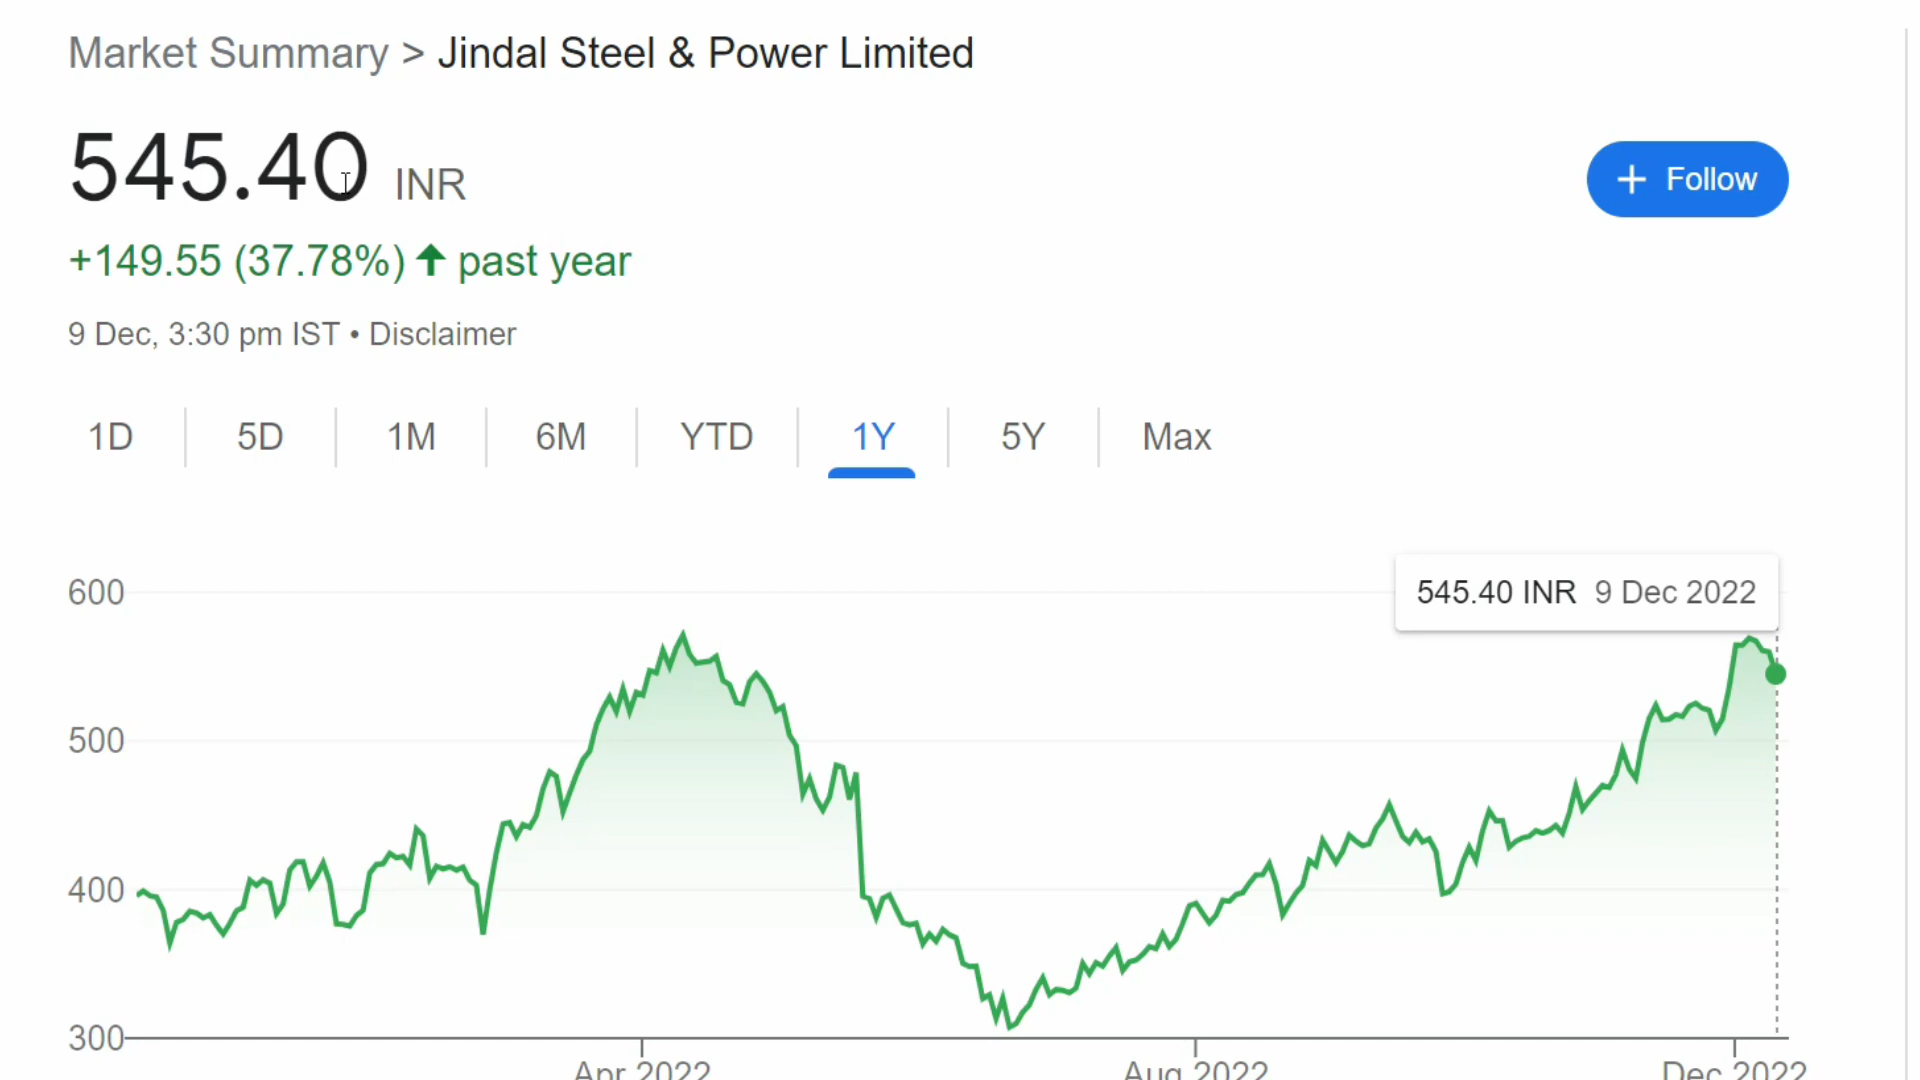 Market Summary > Jindal Steel & Power Limited
545.40 INR
+ Follow
+149.55 (37.78%) ↑ past year
9 Dec, 3:30 pm IST • Disclaimer
1D 5D 1M 6M YTD 1Y 5Y Max
545.40 INR 9 Dec 2022
600
500
400
300
Apr 2022 Aug 2022 Dec 2022